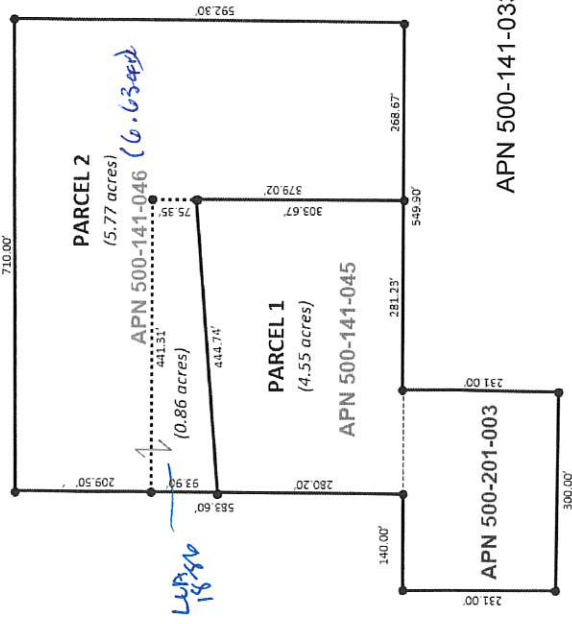 710.00'
592.30'
PARCEL 2
(5.77 acres) (6.63
APN 500-141-046
209.50'
441.31'
75.35'
(0.86 acres)
93.90'
444.74'
583.60'
379.02'
303.67'
PARCEL 1
(4.55 acres)
APN 500-141-045
280.20'
268.67'
281.23'
549.90'
140.00'
231.00'
APN 500-201-003
231.00'
300.00'
APN 500-141-033